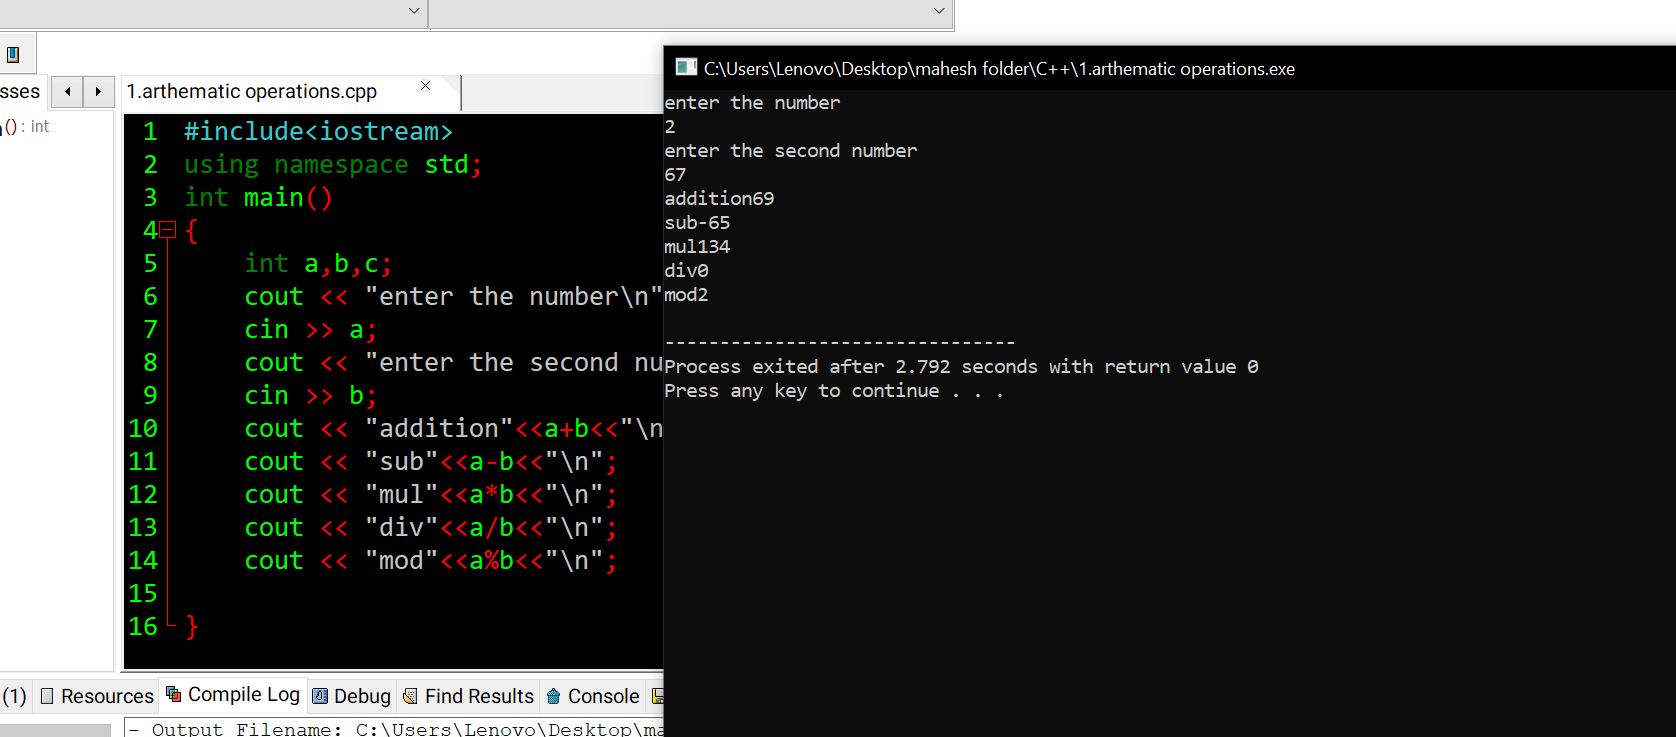 sses
1.arthematic operations.cpp
() : int
1 #include<iostream>
2 using namespace std;
3 int main()
4 {
5 int a,b,c;
6 cout << "enter the number\n"
7 cin >> a;
8 cout << "enter the second nu
9 cin >> b;
10 cout << "addition"<<a+b<<"\n
11 cout << "sub"<<a-b<<"\n";
12 cout << "mul"<<a*b<<"\n";
13 cout << "div"<<a/b<<"\n";
14 cout << "mod"<<a%b<<"\n";
15
16 }
(1) Resources Compile Log Debug Find Results Console
- Output Filename: C:\Users\Lenovo\Desktop\ma
C:\Users\Lenovo\Desktop\mahesh folder\C++\1.arthematic operations.exe
enter the number
2
enter the second number
67
addition69
sub-65
mul134
div0
mod2
--------------------------------
Process exited after 2.792 seconds with return value 0
Press any key to continue . . .